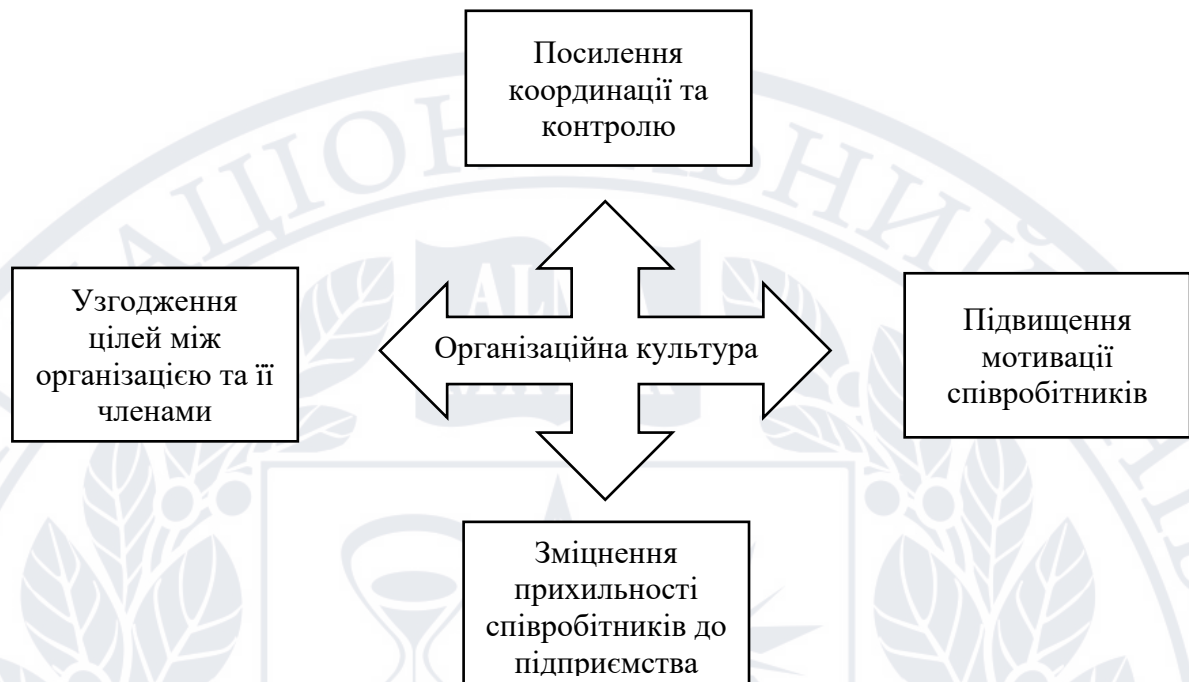 Посилення
координації та
контролю
Узгодження
цілей між
організацією та її
членами
Організаційна культура
Підвищення
мотивації
співробітників
Зміцнення
прихильності
співробітників до
підприємства